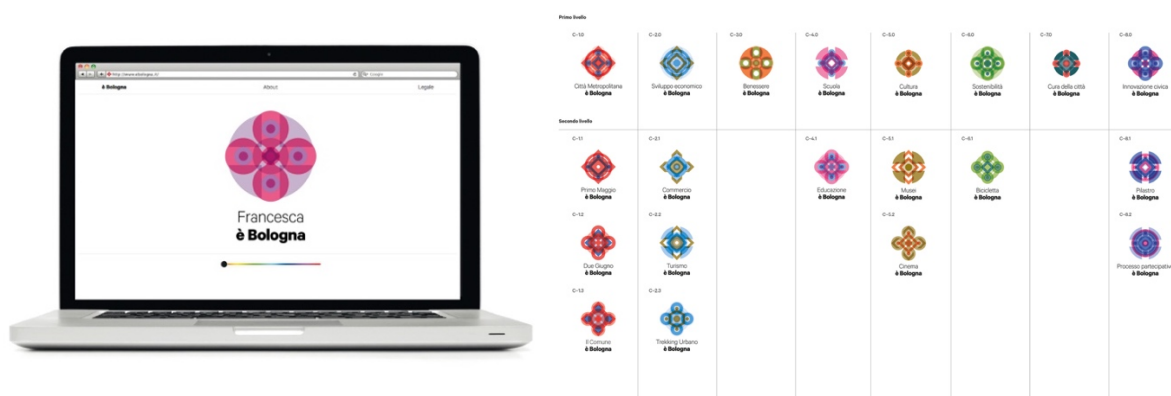 http://www.ebologna.it/
Google
è Bologna
About
Legale
Francesca
è Bologna
Primo livello
C-1.0
C-2.0
C-3.0
C-4.0
C-5.0
C-6.0
C-7.0
C-8.0
Città Metropolitana
è Bologna
Sviluppo economico
è Bologna
Benessere
è Bologna
Scuola
è Bologna
Cultura
è Bologna
Sostenibilità
è Bologna
Cura della città
è Bologna
Innovazione civica
è Bologna
Secondo livello
C-1.1
C-2.1
C-4.1
C-5.1
C-6.1
C-8.1
Primo Maggio
è Bologna
Commercio
è Bologna
Educazione
è Bologna
Musei
è Bologna
Bicicletta
è Bologna
Pilastro
è Bologna
C-1.2
C-2.2
C-5.2
C-8.2
Due Giugno
è Bologna
Turismo
è Bologna
Cinema
è Bologna
Processo partecipativ
è Bologna
C-1.3
C-2.3
Il Comune
è Bologna
Trekking Urbano
è Bologna